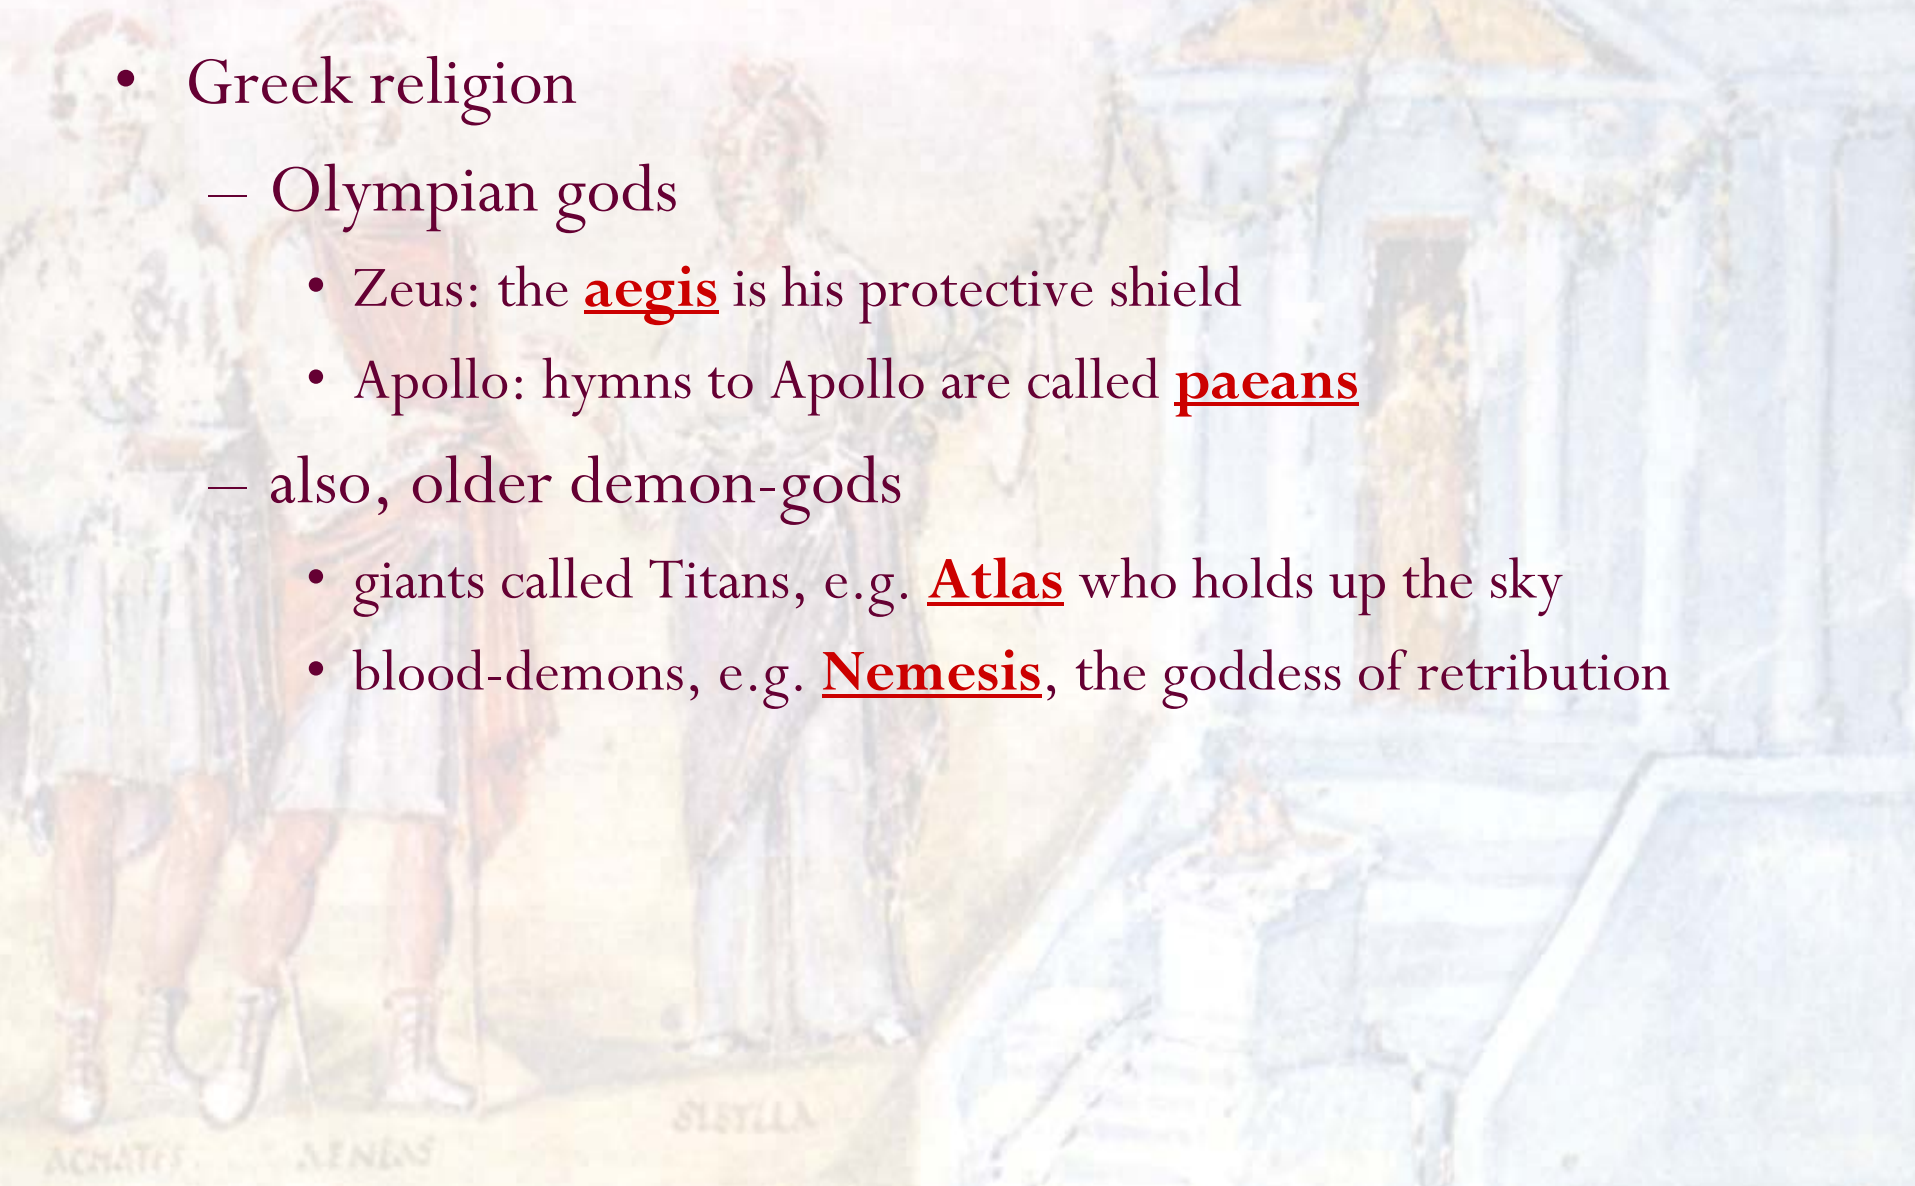 • Greek religion
– Olympian gods
• Zeus: the aegis is his protective shield
• Apollo: hymns to Apollo are called paeans
– also, older demon-gods
• giants called Titans, e.g. Atlas who holds up the sky
• blood-demons, e.g. Nemesis, the goddess of retribution
SIBYLLA
ACHATES AENEAS